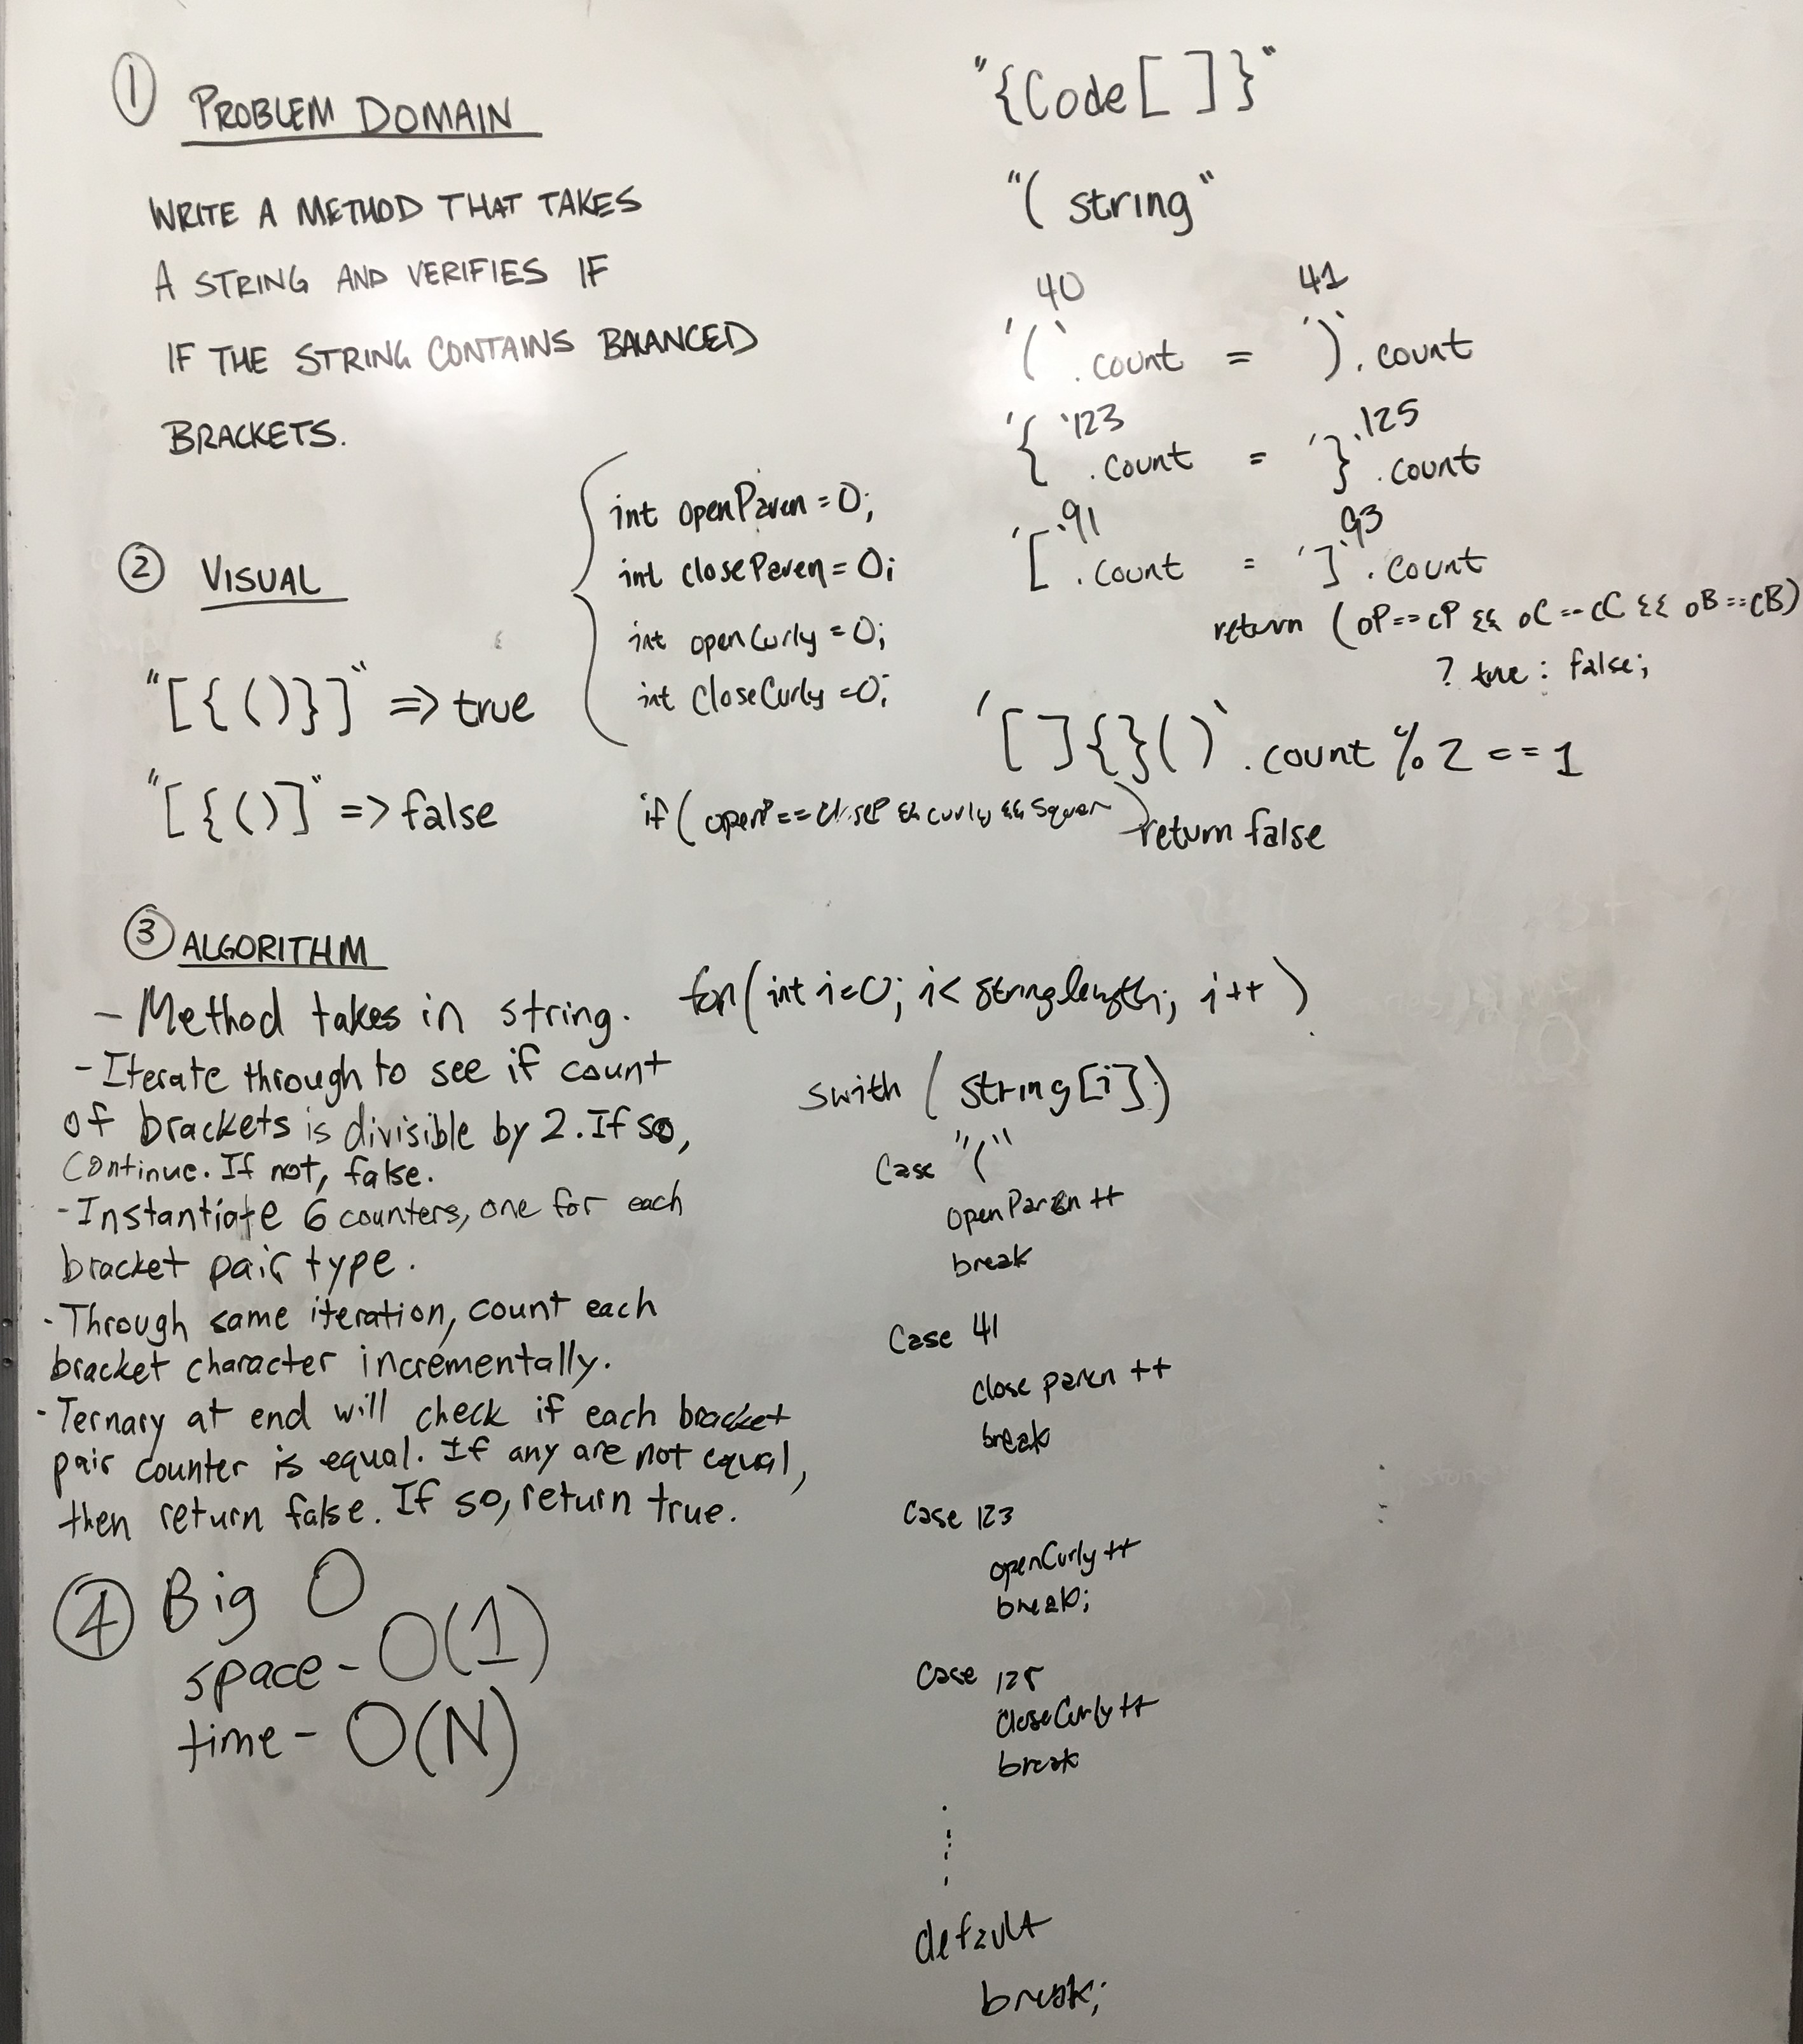 ① PROBLEM DOMAIN
WRITE A METHOD THAT TAKES
A STRING AND VERIFIES IF
IF THE STRING CONTAINS BALANCED
BRACKETS.
"{Code[ ]}"
"( string"
40 41
'('.count = ')'.count
123 125
'{'.count = '}'.count
91 93
'['.count = ']'.count
return (oP==cP && oC==cC && oB==cB)
? true : false;
② VISUAL
"[{()}]" => true
"[{()]" => false
int openParen = 0;
int closeParen = 0;
int openCurly = 0;
int closeCurly = 0;
'[]{}()'.count % 2 == 1
return false
if (openP == closeP && curly && Squar )
③ ALGORITHM
- Method takes in string.
- Iterate through to see if count
of brackets is divisible by 2. If so,
continue. If not, false.
- Instantiate 6 counters, one for each
bracket pair type.
- Through same iteration, count each
bracket character incrementally.
- Ternary at end will check if each bracket
pair counter is equal. If any are not equal,
then return false. If so, return true.
④ Big O
space - O(1)
time - O(N)
for (int i=0; i< string length; i++ )
swith ( string[i])
Case "("
openParen ++
break
Case 41
close paren ++
break
Case 123
openCurly ++
break;
Case 125
closeCurly ++
break
default
break;